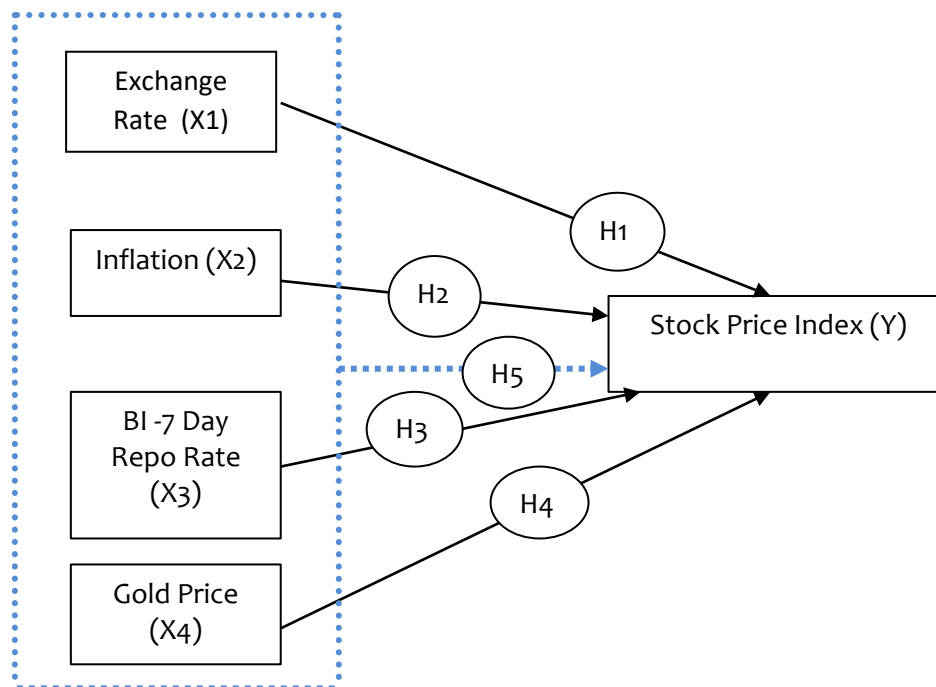 Exchange
Rate (X1)
H1
Inflation (X2)
H2
Stock Price Index (Y)
H5
BI -7 Day
Repo Rate
(X3)
H3
H4
Gold Price
(X4)